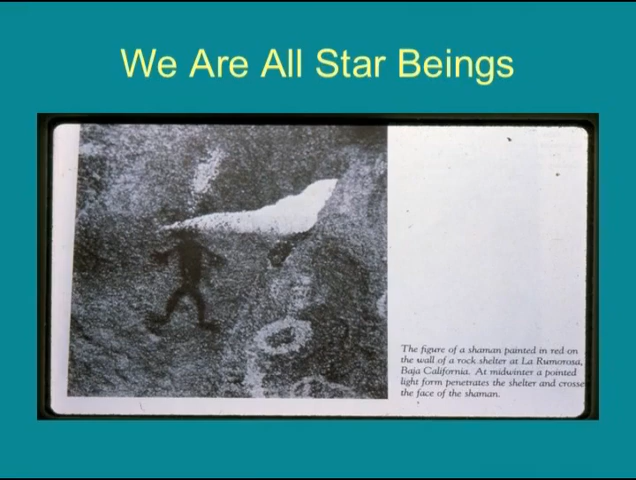 We Are All Star Beings
The figure of a shaman painted in red on
the wall of a rock shelter at La Rumorosa,
Baja California. At midwinter a pointed
light form penetrates the shelter and crosse
the face of the shaman.